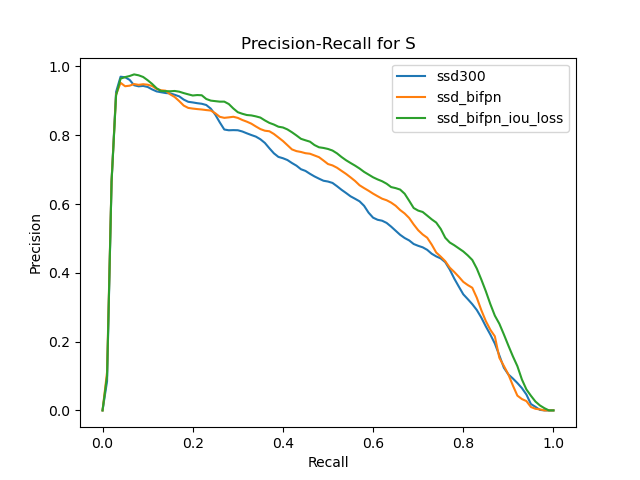 Precision-Recall for S
ssd300
ssd_bifpn
ssd_bifpn_iou_loss
Precision
1.0
0.8
0.6
0.4
0.2
0.0
0.0 0.2 0.4 0.6 0.8 1.0
Recall